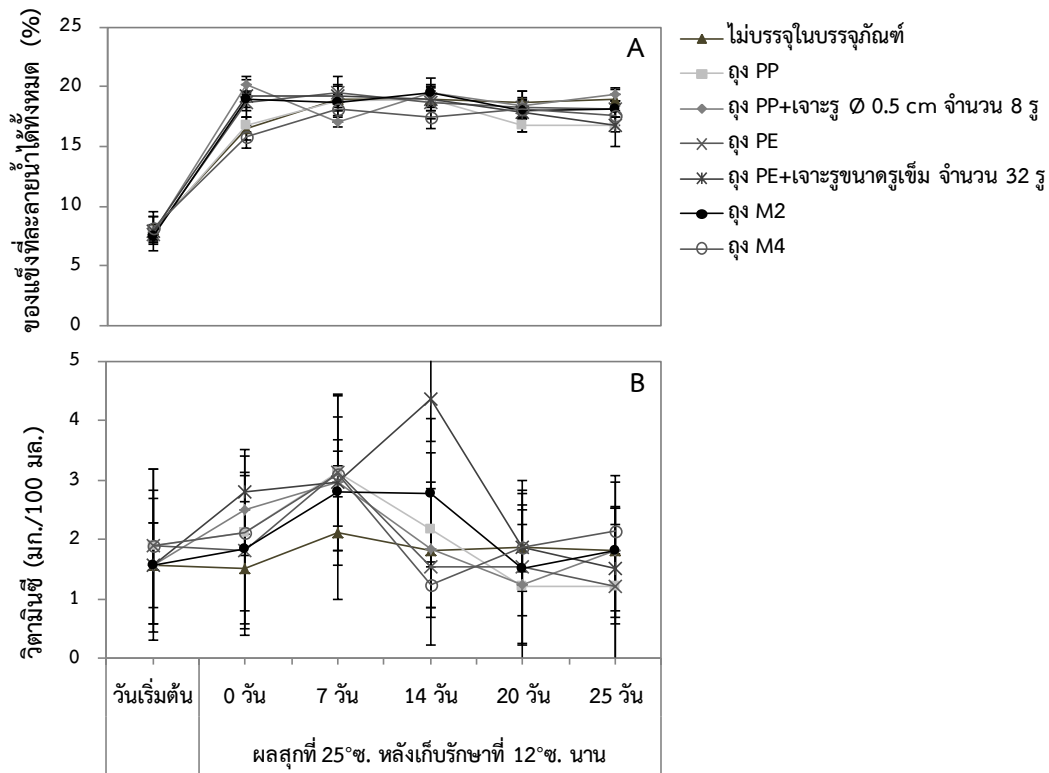 ของแข็งที่ละลายน้ำได้ทั้งหมด (%)
25
20
15
10
5
0
A
ไม่บรรจุในบรรจุภัณฑ์
ถุง PP
ถุง PP+เจาะรู Ø 0.5 cm จำนวน 8 รู
ถุง PE
ถุง PE+เจาะรูขนาดรูเข็ม จำนวน 32 รู
ถุง M2
ถุง M4
วิตามินซี (มก./100 มล.)
5
4
3
2
1
0
B
วันเริ่มต้น 0 วัน 7 วัน 14 วัน 20 วัน 25 วัน
ผลสุกที่ 25°ซ. หลังเก็บรักษาที่ 12°ซ. นาน